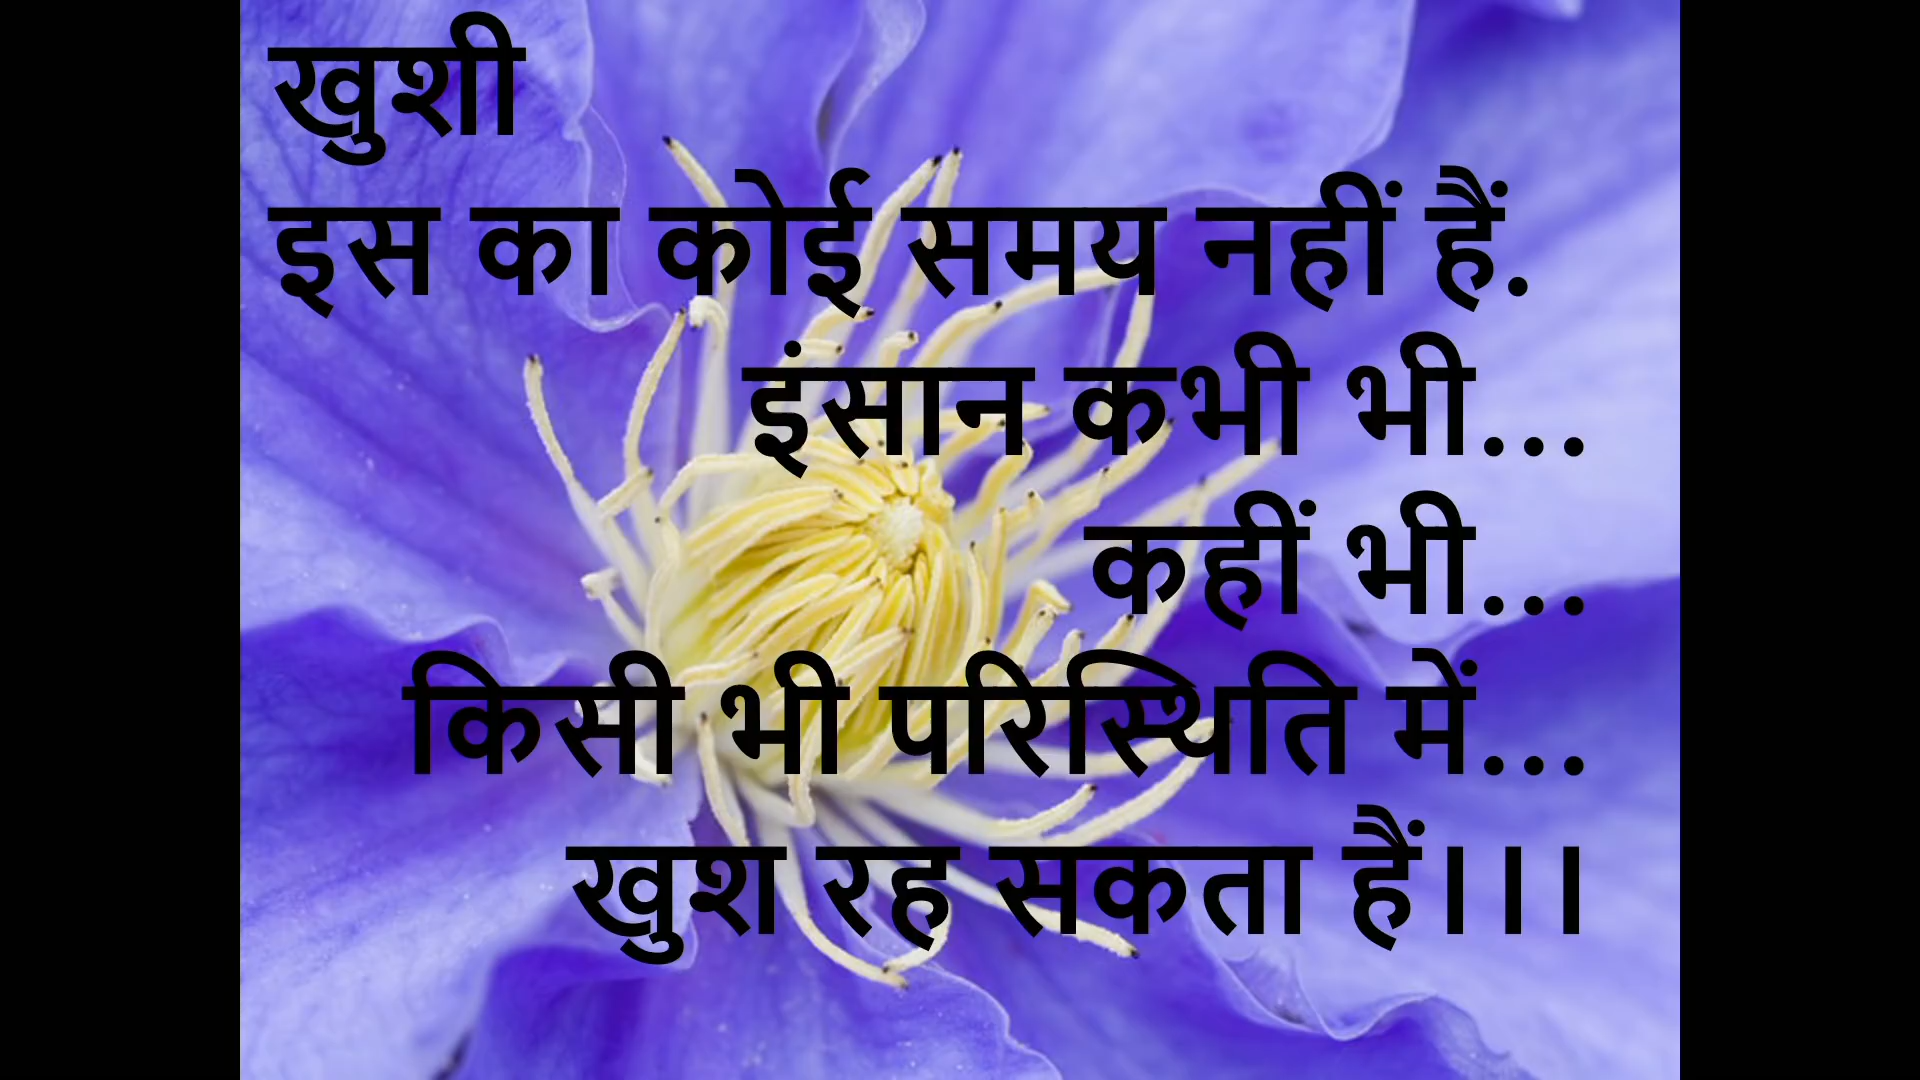 खुशी
इस का कोई समय नहीं हैं.
इंसान कभी भी...
कहीं भी...
किसी भी परिस्थिति में...
खुश रह सकता हैं।।।